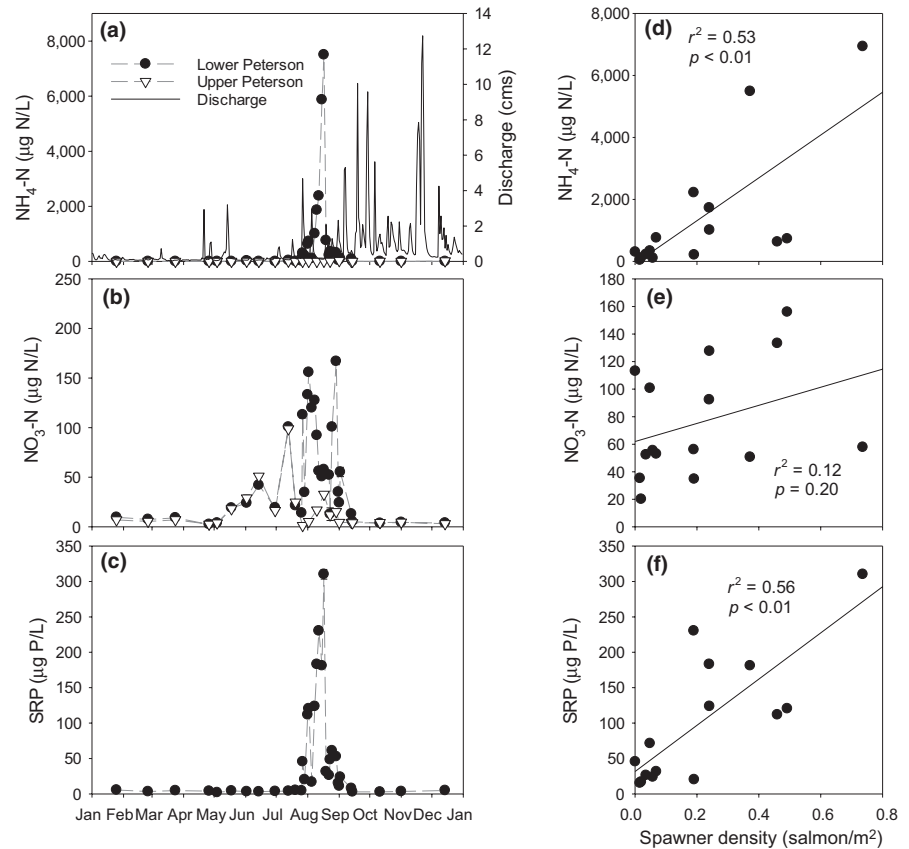 (a)
Lower Peterson
Upper Peterson
Discharge
NH₄-N (µg N/L)
8,000
6,000
4,000
2,000
0
Discharge (cms)
14
12
10
8
6
4
2
0
(b)
NO₃-N (µg N/L)
250
200
150
100
50
0
(c)
SRP (µg P/L)
350
300
250
200
150
100
50
0
Jan Feb Mar Apr May Jun Jul Aug Sep Oct Nov Dec Jan
(d)
r² = 0.53
p < 0.01
NH₄-N (µg N/L)
8,000
6,000
4,000
2,000
0
(e)
r² = 0.12
p = 0.20
NO₃-N (µg N/L)
180
160
140
120
100
80
60
40
20
0
(f)
r² = 0.56
p < 0.01
SRP (µg P/L)
350
300
250
200
150
100
50
0
0.0 0.2 0.4 0.6 0.8
Spawner density (salmon/m²)